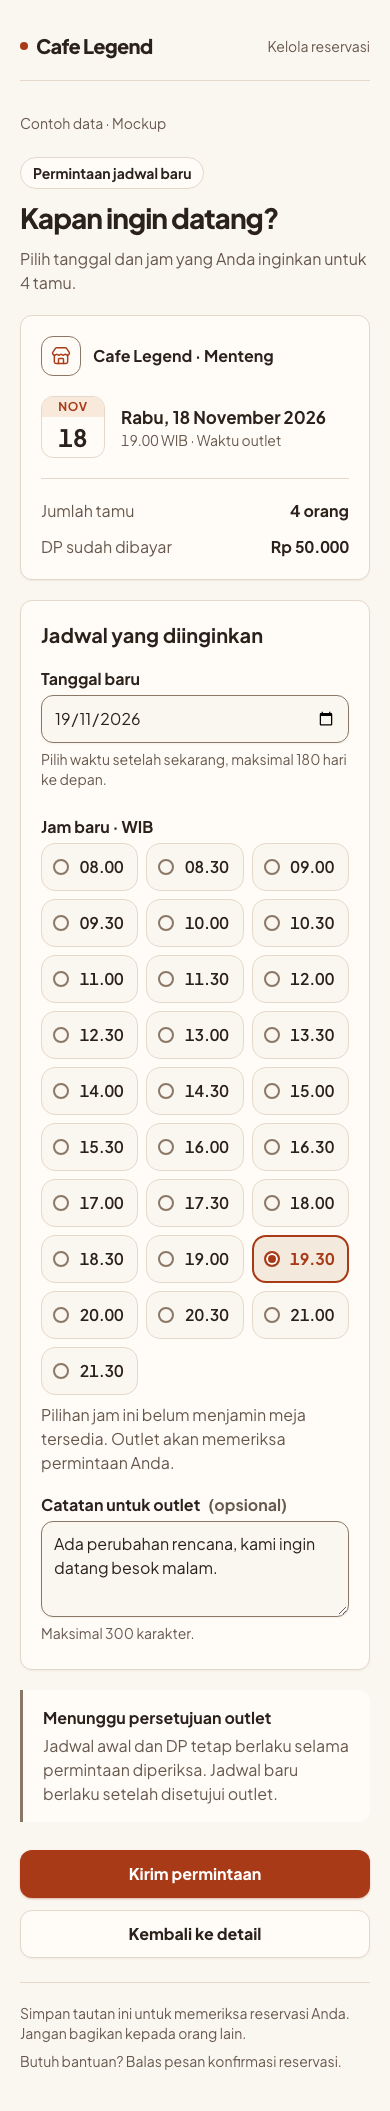 Cafe Legend
Kelola reservasi
Contoh data · Mockup
Permintaan jadwal baru
Kapan ingin datang?
Pilih tanggal dan jam yang Anda inginkan untuk
4 tamu.
Cafe Legend · Menteng
NOV
18
Rabu, 18 November 2026
19.00 WIB · Waktu outlet
Jumlah tamu
4 orang
DP sudah dibayar
Rp 50.000
Jadwal yang diinginkan
Tanggal baru
19/11/2026
Pilih waktu setelah sekarang, maksimal 180 hari
ke depan.
Jam baru · WIB
08.00 08.30 09.00
09.30 10.00 10.30
11.00 11.30 12.00
12.30 13.00 13.30
14.00 14.30 15.00
15.30 16.00 16.30
17.00 17.30 18.00
18.30 19.00 19.30
20.00 20.30 21.00
21.30
Pilihan jam ini belum menjamin meja
tersedia. Outlet akan memeriksa
permintaan Anda.
Catatan untuk outlet (opsional)
Ada perubahan rencana, kami ingin
datang besok malam.
Maksimal 300 karakter.
Menunggu persetujuan outlet
Jadwal awal dan DP tetap berlaku selama
permintaan diperiksa. Jadwal baru
berlaku setelah disetujui outlet.
Kirim permintaan
Kembali ke detail
Simpan tautan ini untuk memeriksa reservasi Anda.
Jangan bagikan kepada orang lain.
Butuh bantuan? Balas pesan konfirmasi reservasi.